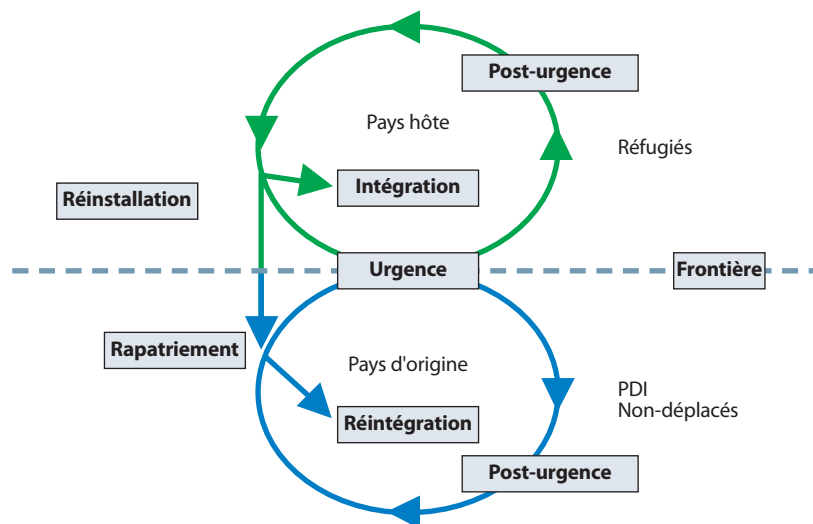 Post-urgence
Pays hôte
Réfugiés
Intégration
Réinstallation
Urgence
Frontière
Rapatriement
Pays d'origine
PDI
Non-déplacés
Réintégration
Post-urgence